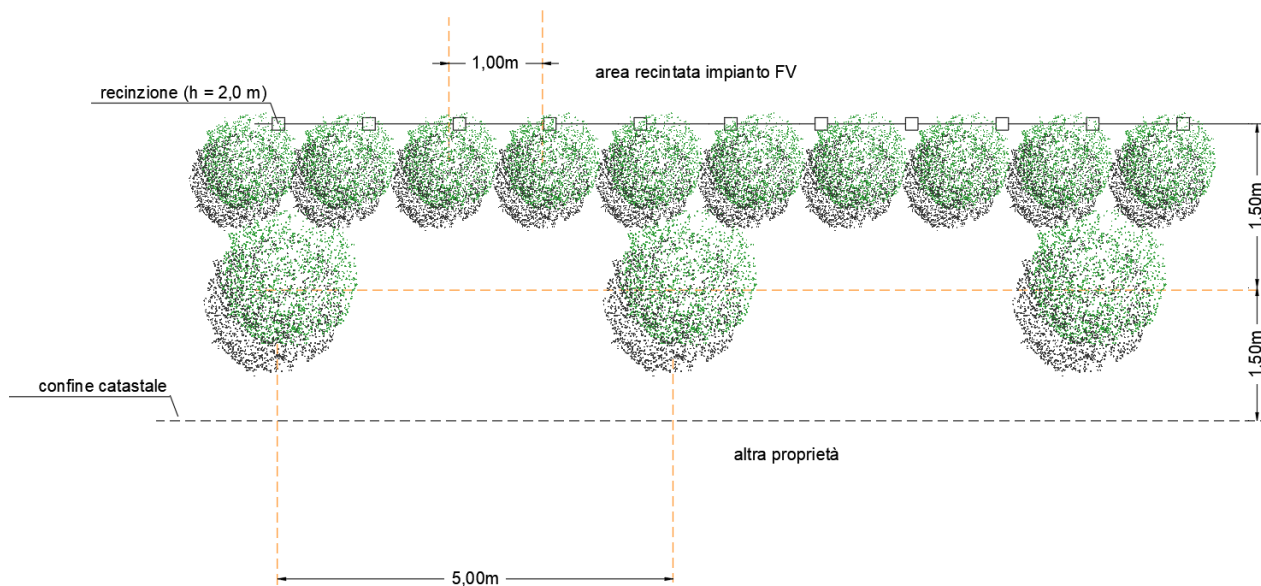 1,00m
area recintata impianto FV
recinzione (h = 2,0 m)
1.50m
1.50m
confine catastale
altra proprietà
5,00m